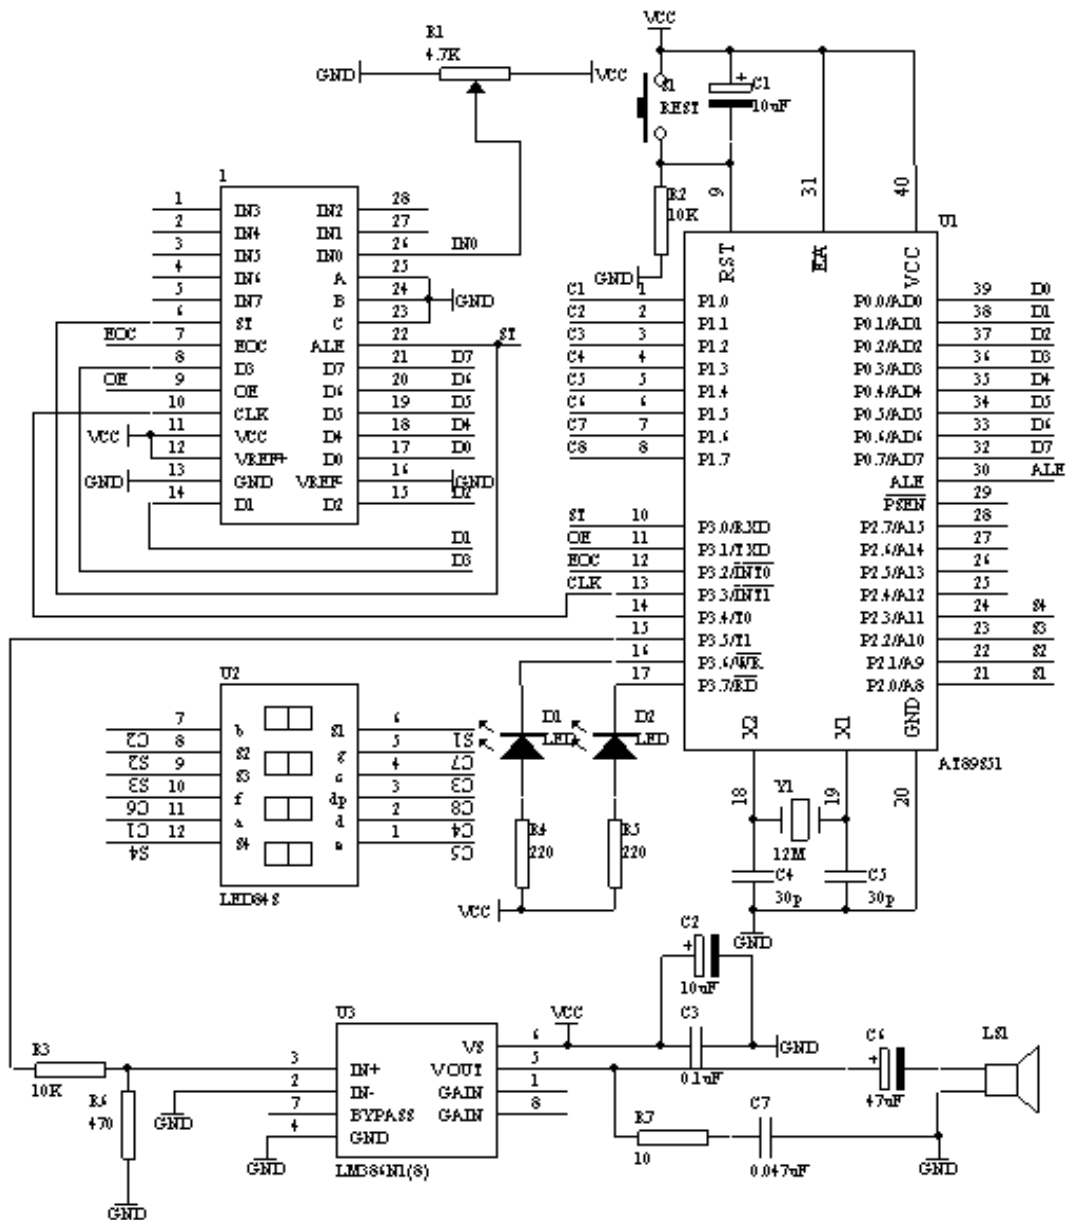 VCC
R1
4.7K
GND
VCC
S1
REST
C1
10uF
+
R2
10K
GND
9
31
40
U1
1
1 IN3 IN2 28
2 IN4 IN1 27
3 IN5 IN0 26 IN0
4 IN6 A 25
5 IN7 B 24 GND
6 ST C 23
EOC 7 EOC ALE 22 ST
8 D3 D7 21 D7
OE 9 OE D6 20 D6
10 CLK D5 19 D5
VCC 11 VCC D4 18 D4
12 VREF+ D0 17 D0
GND 13 GND VREF- 16 GND
14 D1 D2 15 D2
D1
D3
RST
EA
VCC
C1 1 P1.0 P0.0/AD0 39 D0
C2 2 P1.1 P0.1/AD1 38 D1
C3 3 P1.2 P0.2/AD2 37 D2
C4 4 P1.3 P0.3/AD3 36 D3
C5 5 P1.4 P0.4/AD4 35 D4
C6 6 P1.5 P0.5/AD5 34 D5
C7 7 P1.6 P0.6/AD6 33 D6
C8 8 P1.7 P0.7/AD7 32 D7
ALE 30 ALE
PSEN 29
ST 10 P3.0/RXD P2.7/A15 28
OE 11 P3.1/TXD P2.6/A14 27
EOC 12 P3.2/INT0 P2.5/A13 26
CLK 13 P3.3/INT1 P2.4/A12 25
14 P3.4/T0 P2.3/A11 24 S4
15 P3.5/T1 P2.2/A10 23 S3
16 P3.6/WR P2.1/A9 22 S2
17 P3.7/RD P2.0/A8 21 S1
X2
X1
GND
AT89S51
18
19
20
Y1
12M
C4
30p
C5
30p
GND
U2
C2 7 b S1 6 S1
S2 8 S2 g 5 C7
S3 9 S3 c 4 C3
C6 10 f dp 3 C8
C1 11 a d 2 C4
S4 12 S4 e 1 C5
LED84S
D1
LED
D2
LED
R4
220
R5
220
VCC
C2
+
10uF
C3
0.1uF
GND
VCC
U3
3 IN+ VS 6
2 IN- VOUT 5
7 BYPASS GAIN 1
4 GND GAIN 8
LM386N1(8)
R3
10K
R6
470
GND
GND
GND
R7
10
C7
0.047uF
C6
+
47uF
LS1
GND